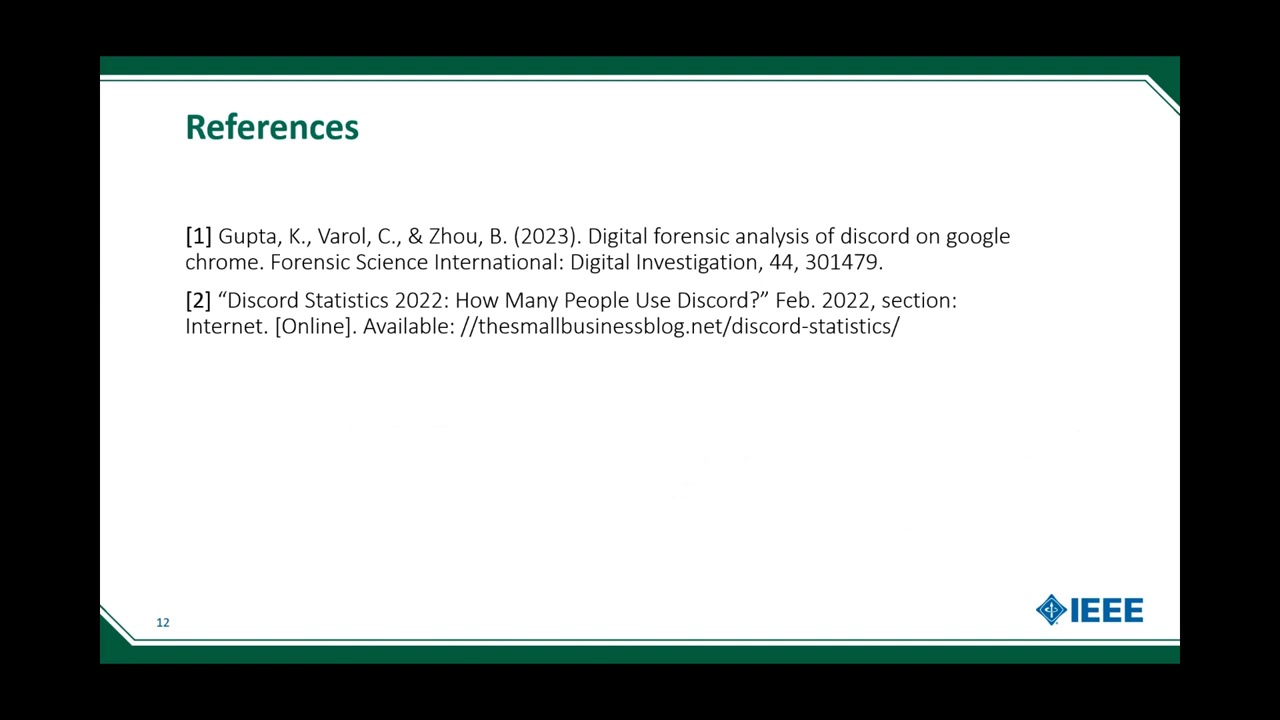 References
[1] Gupta, K., Varol, C., & Zhou, B. (2023). Digital forensic analysis of discord on google
chrome. Forensic Science International: Digital Investigation, 44, 301479.
[2] “Discord Statistics 2022: How Many People Use Discord?” Feb. 2022, section:
Internet. [Online]. Available: //thesmallbusinessblog.net/discord-statistics/
12
IEEE